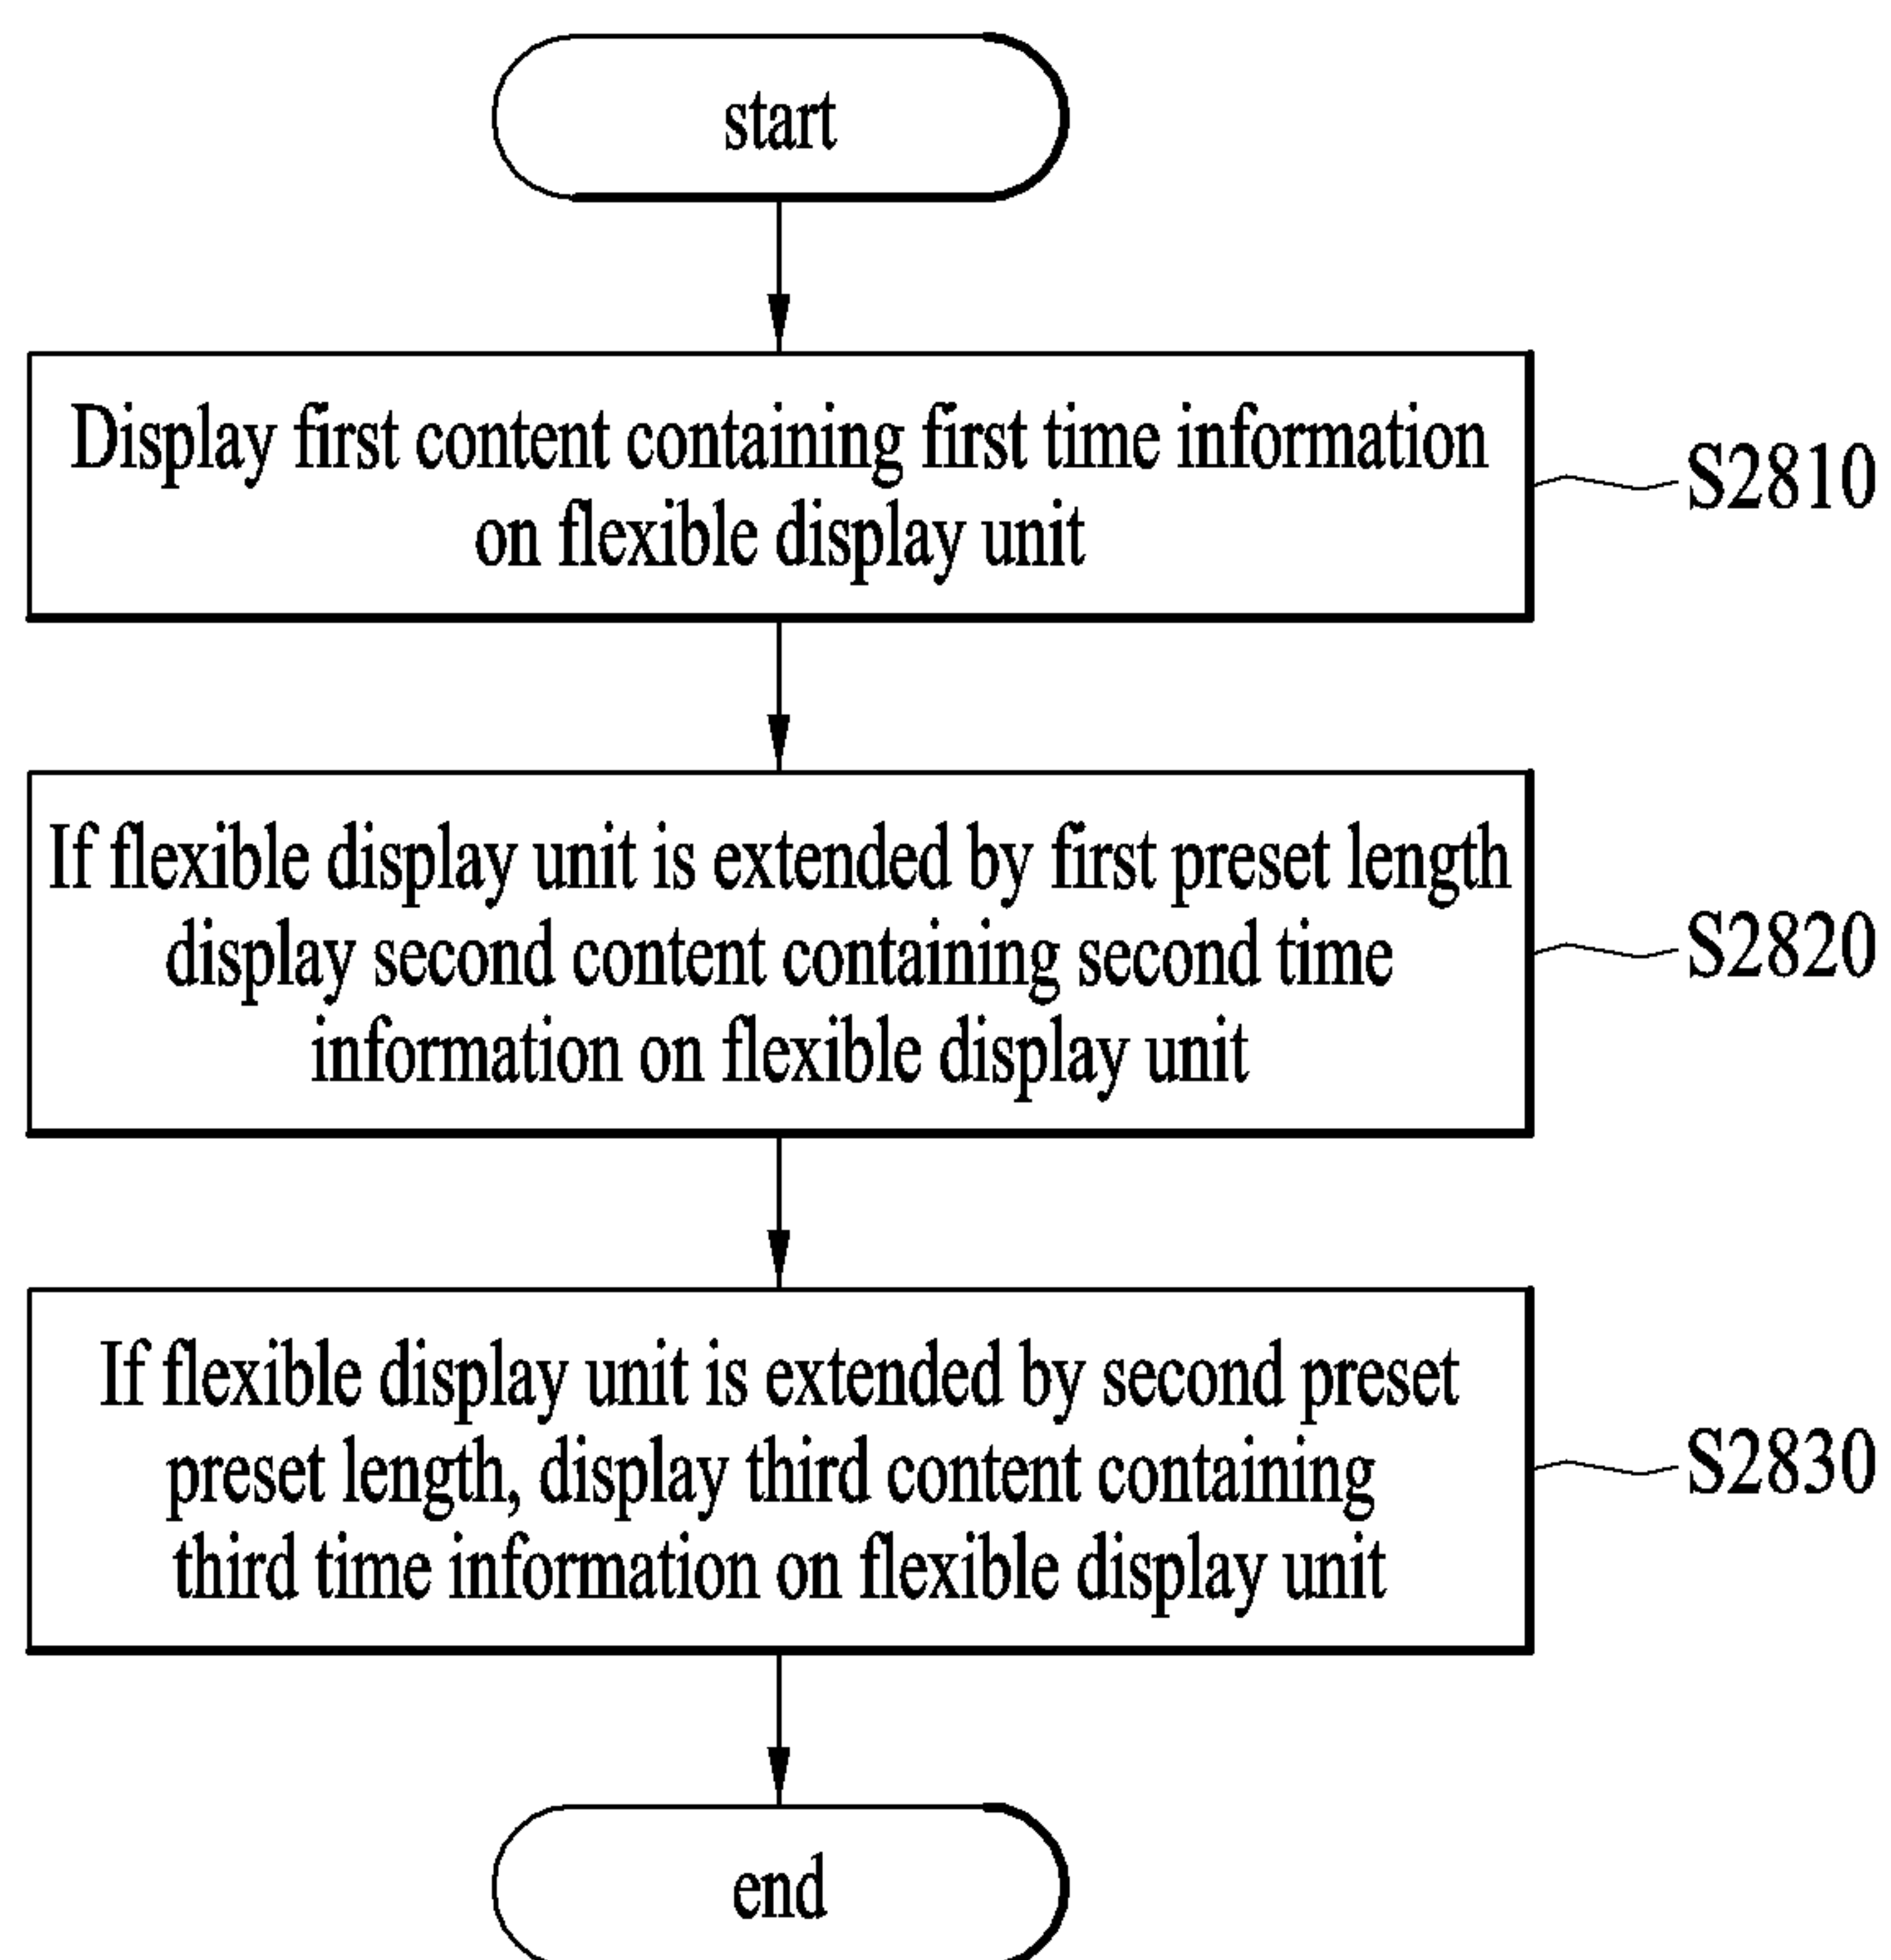 start
Display first content containing first time information
on flexible display unit
S2810
If flexible display unit is extended by first preset length
display second content containing second time
information on flexible display unit
S2820
If flexible display unit is extended by second preset
preset length, display third content containing
third time information on flexible display unit
S2830
end